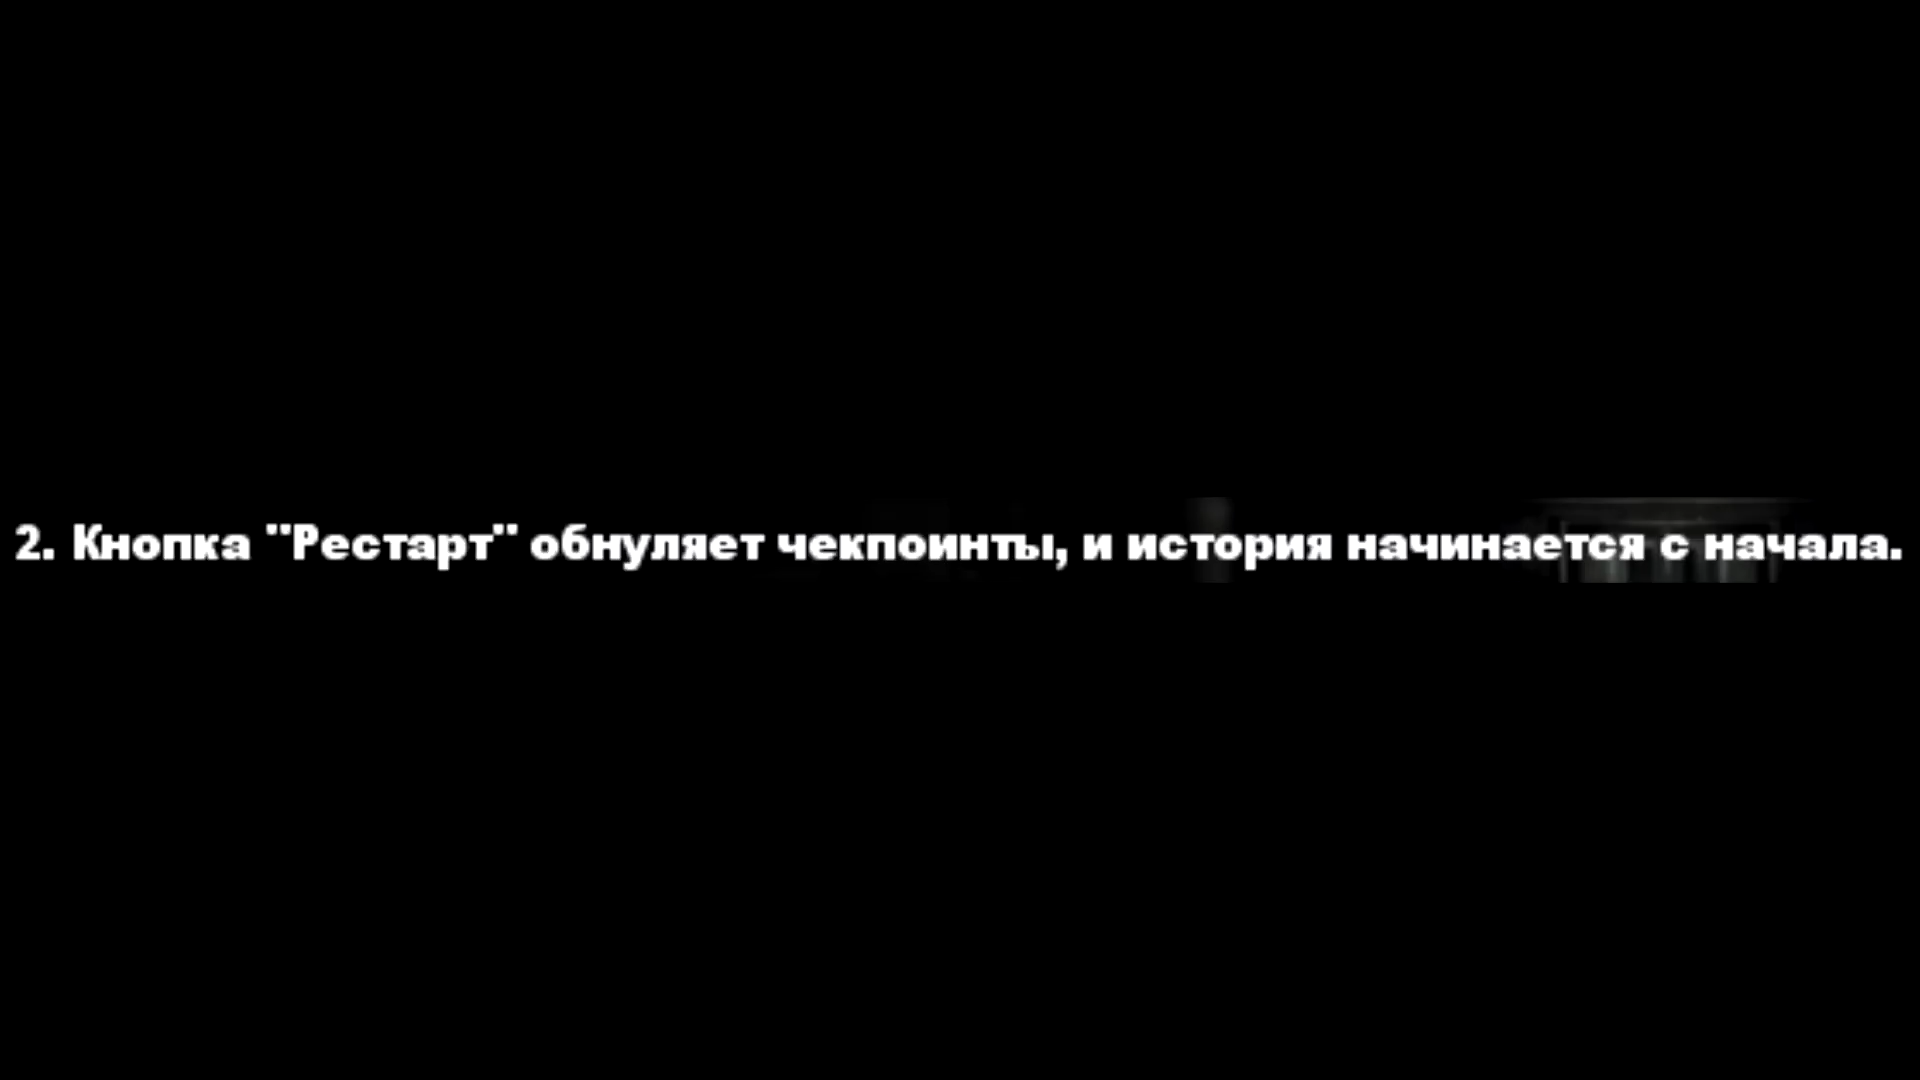 2. Кнопка "Рестарт" обнуляет чекпоинты, и история начинается с начала.